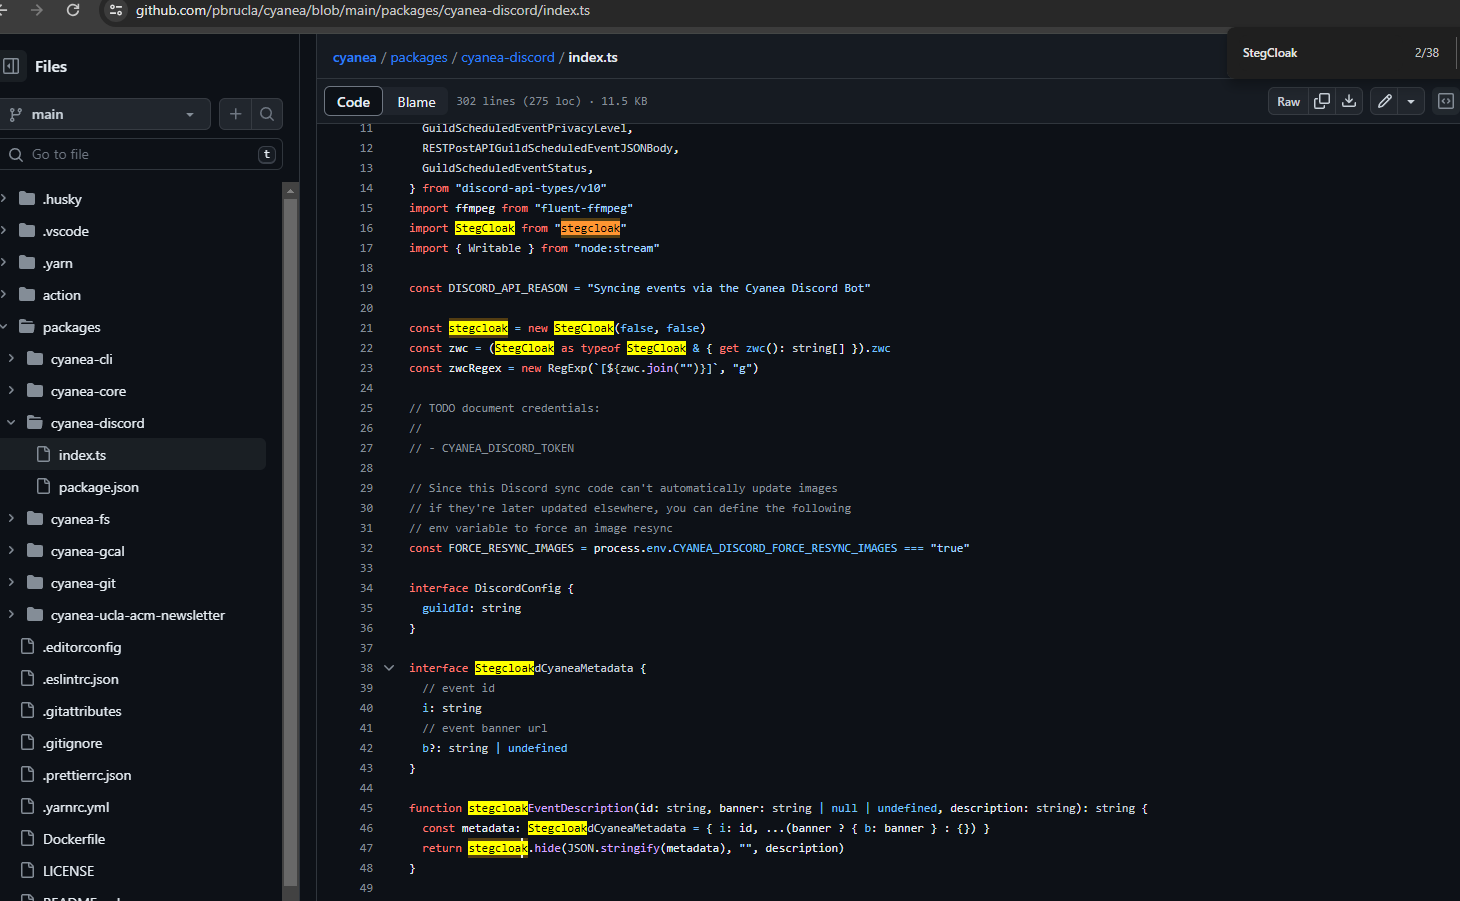 github.com/pbrucla/cyanea/blob/main/packages/cyanea-discord/index.ts
StegCloak 2/38
Files
main
Go to file t
.husky
.vscode
.yarn
action
packages
cyanea-cli
cyanea-core
cyanea-discord
index.ts
package.json
cyanea-fs
cyanea-gcal
cyanea-git
cyanea-ucla-acm-newsletter
.editorconfig
.eslintrc.json
.gitattributes
.gitignore
.prettierrc.json
.yarnrc.yml
Dockerfile
LICENSE
cyanea / packages / cyanea-discord / index.ts
Code Blame 302 lines (275 loc) · 11.5 KB Raw
11 GuildScheduledEventPrivacyLevel,
12 RESTPostAPIGuildScheduledEventJSONBody,
13 GuildScheduledEventStatus,
14 } from "discord-api-types/v10"
15 import ffmpeg from "fluent-ffmpeg"
16 import StegCloak from "stegcloak"
17 import { Writable } from "node:stream"
18
19 const DISCORD_API_REASON = "Syncing events via the Cyanea Discord Bot"
20
21 const stegcloak = new StegCloak(false, false)
22 const zwc = (StegCloak as typeof StegCloak & { get zwc(): string[] }).zwc
23 const zwcRegex = new RegExp(`[${zwc.join("")}]`, "g")
24
25 // TODO document credentials:
26 //
27 // - CYANEA_DISCORD_TOKEN
28
29 // Since this Discord sync code can't automatically update images
30 // if they're later updated elsewhere, you can define the following
31 // env variable to force an image resync
32 const FORCE_RESYNC_IMAGES = process.env.CYANEA_DISCORD_FORCE_RESYNC_IMAGES === "true"
33
34 interface DiscordConfig {
35 guildId: string
36 }
37
38 interface StegcloakdCyaneaMetadata {
39 // event id
40 i: string
41 // event banner url
42 b?: string | undefined
43 }
44
45 function stegcloakEventDescription(id: string, banner: string | null | undefined, description: string): string {
46 const metadata: StegcloakdCyaneaMetadata = { i: id, ...(banner ? { b: banner } : {}) }
47 return stegcloak.hide(JSON.stringify(metadata), "", description)
48 }
49